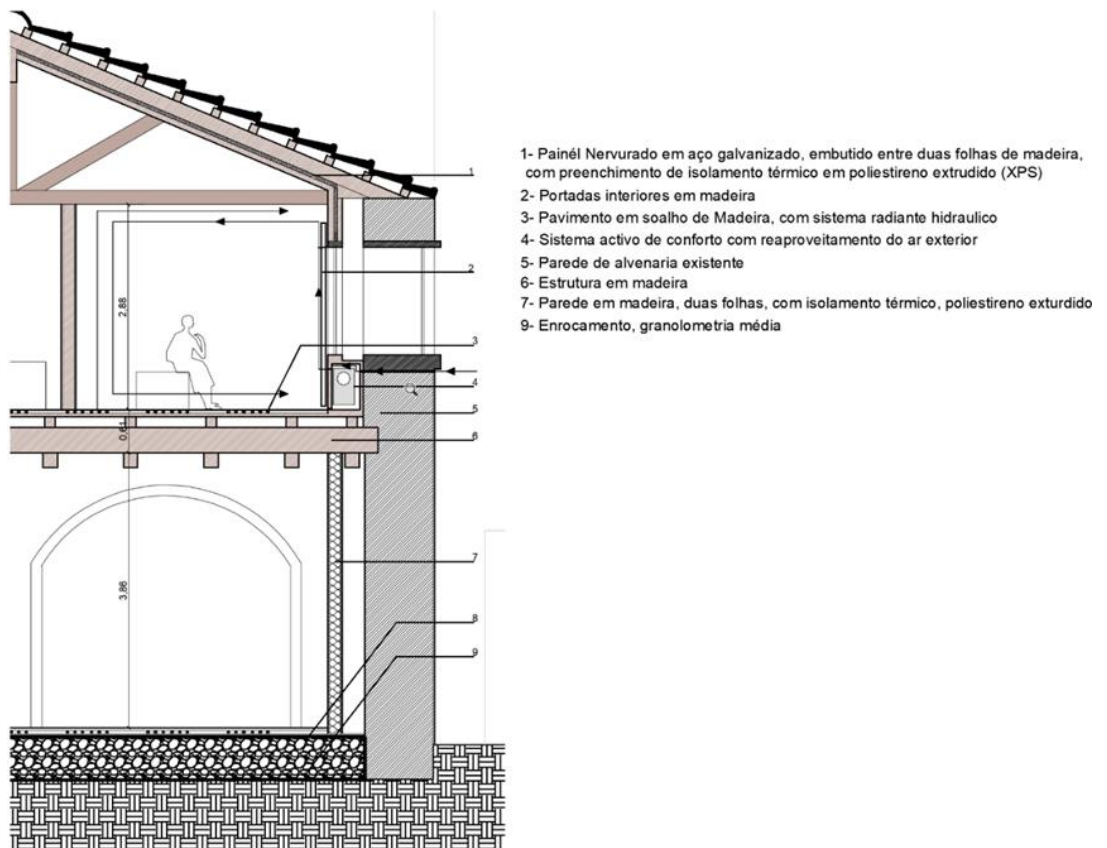 1- Painél Nervurado em aço galvanizado, embutido entre duas folhas de madeira,
com preenchimento de isolamento térmico em poliestireno extrudido (XPS)
2- Portadas interiores em madeira
3- Pavimento em soalho de Madeira, com sistema radiante hidraulico
4- Sistema activo de conforto com reaproveitamento do ar exterior
5- Parede de alvenaria existente
6- Estrutura em madeira
7- Parede em madeira, duas folhas, com isolamento térmico, poliestireno exturdido
9- Enrocamento, granolometria média
1
2
2,88
3
4
5
0,61
6
7
3,86
8
9